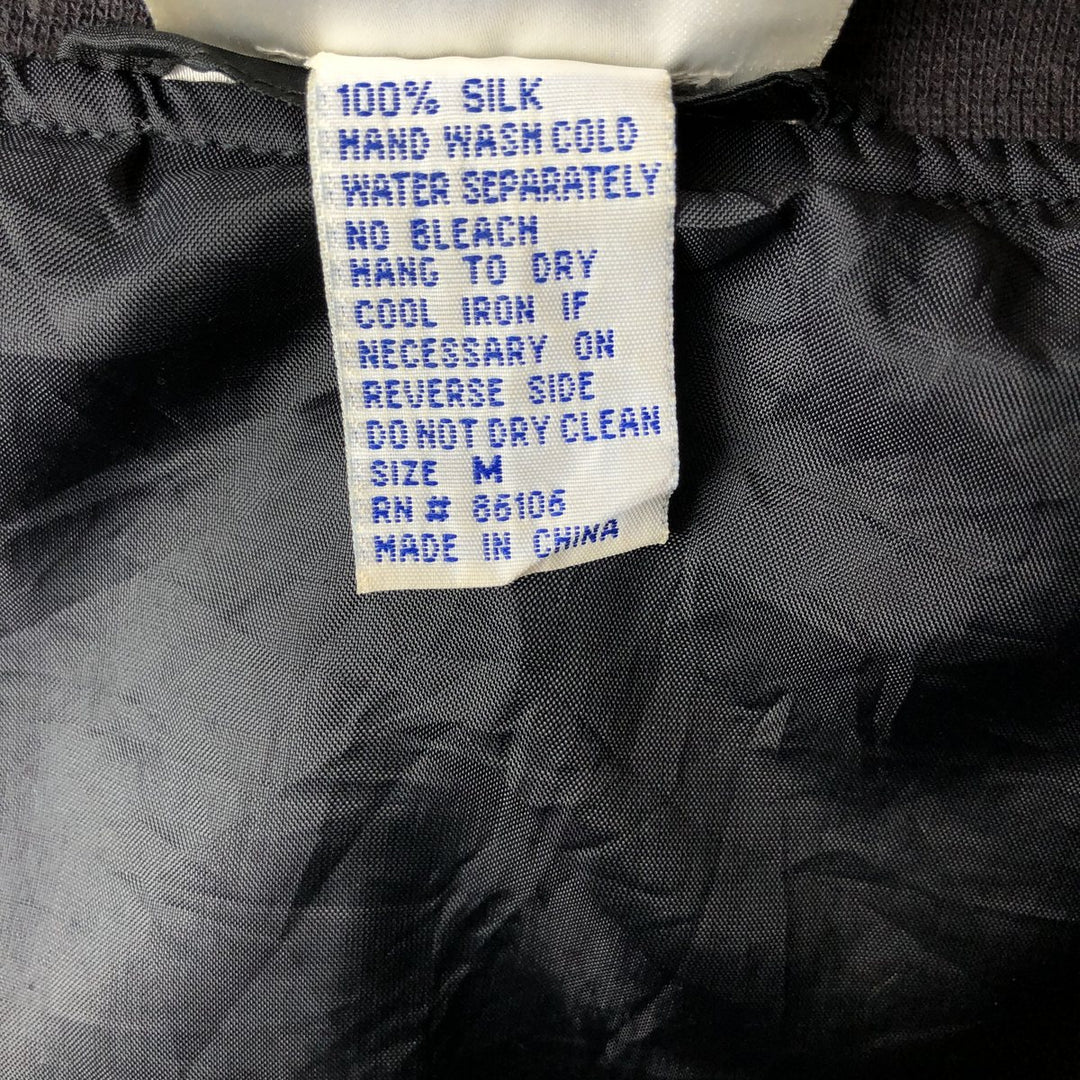 100% SILK
HAND WASH COLD
WATER SEPARATELY
NO BLEACH
HANG TO DRY
COOL IRON IF
NECESSARY ON
REVERSE SIDE
DO NOT DRY CLEAN
SIZE M
RN # 86106
MADE IN CHINA